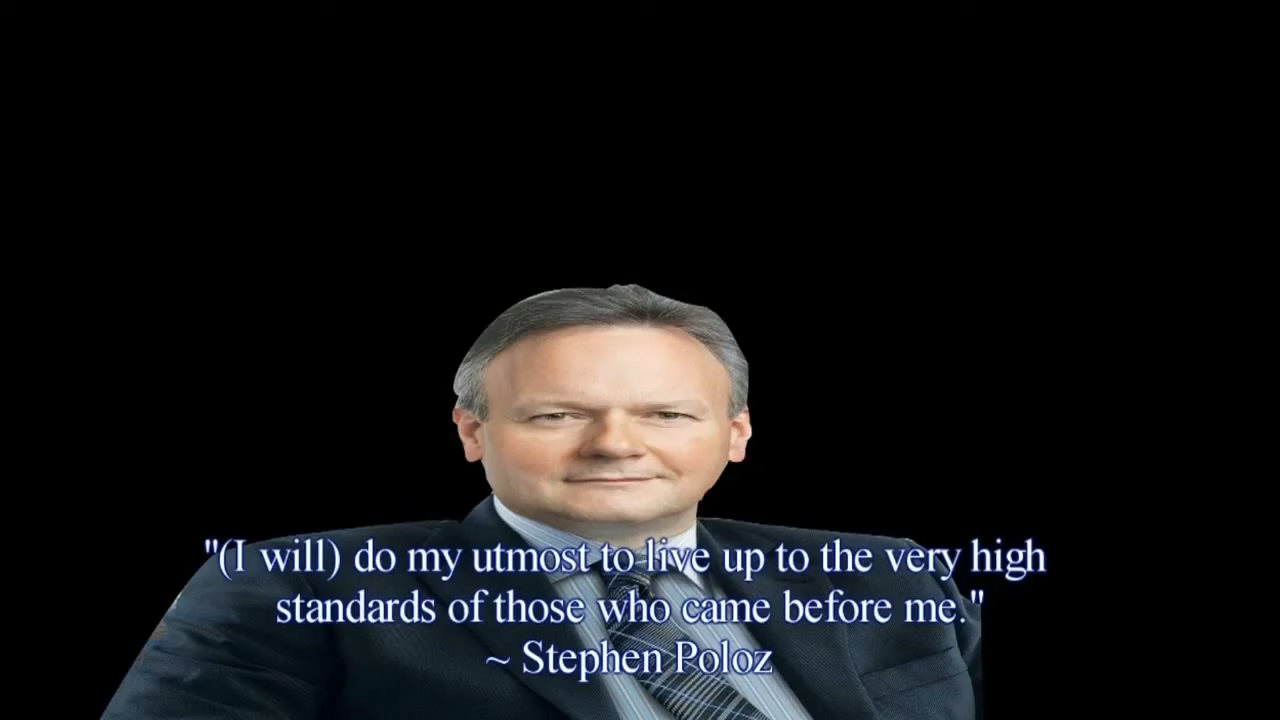 "(I will) do my utmost to live up to the very high
standards of those who came before me."
~ Stephen Poloz